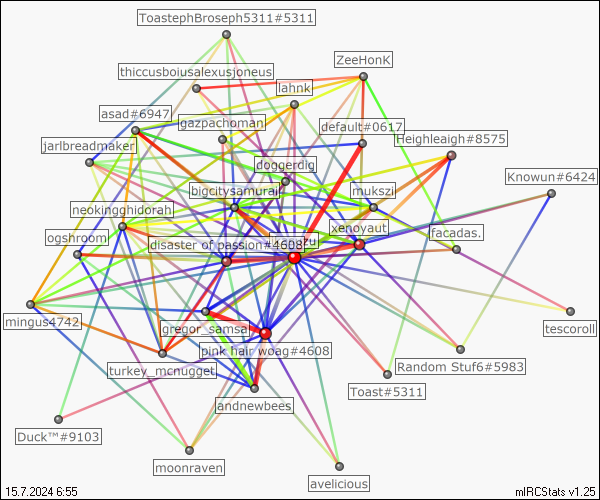 ToastephBroseph5311#5311
ZeeHonK
thiccusboiusalexusjoneus
lahnk
asad#6947
gazpachoman
default#0617
Heighleigh#8575
jarlbreadmaker
doggerdig
Knowun#6424
bigcitysamurai
mukszi
neokingghidorah
xenoyaut
facadas.
ogshroom
disaster of passion#4608
mingus4742
gregor_samsa
tescoroll
pink hair woag#4608
turkey_mcnugget
Random Stuf6#5983
Toast#5311
andnewbees
Duck™#9103
moonraven
avelicious
15.7.2024 6:55
mIRCStats v1.25